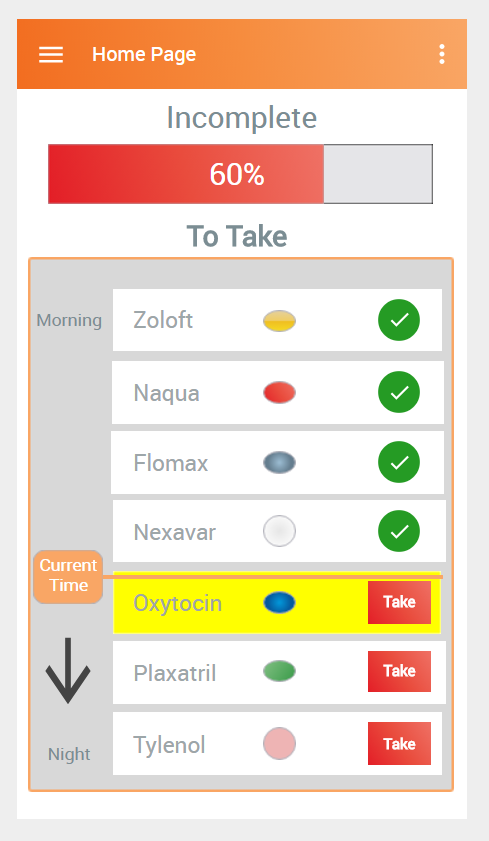 Home Page
Incomplete
60%
To Take
Morning
Zoloft
Naqua
Flomax
Nexavar
Current
Time
Oxytocin
Take
Plaxatril
Take
Night
Tylenol
Take